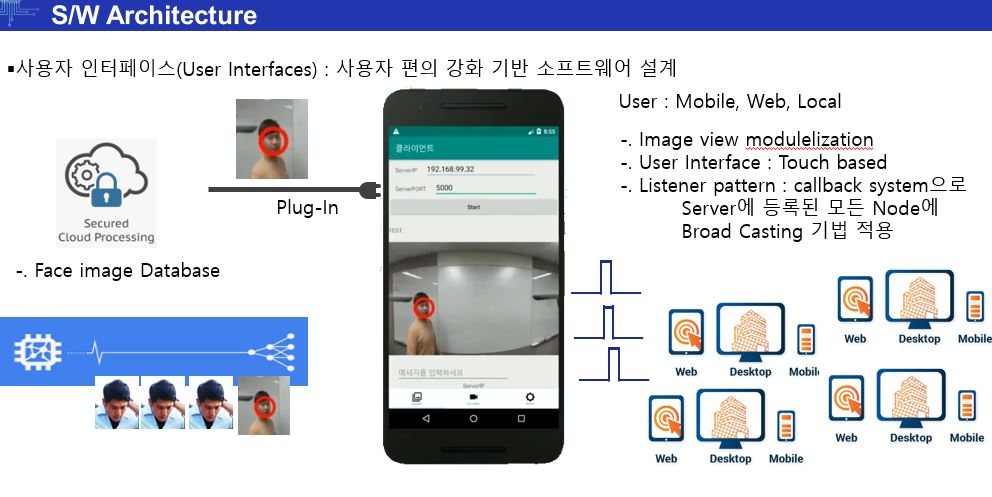 S/W Architecture
▪사용자 인터페이스(User Interfaces) : 사용자 편의 강화 기반 소프트웨어 설계
Secured
Cloud Processing
Plug-In
-. Face image Database
8:55
클라이언트
ServerIP 192.168.99.32
ServerPORT 5000
Start
TEST
메세지를 입력하세요
ServerIP
User : Mobile, Web, Local
-. Image view modulelization
-. User Interface : Touch based
-. Listener pattern : callback system으로
Server에 등록된 모든 Node에
Broad Casting 기법 적용
Web Desktop Mobile
Web Desktop Mobile
Web Desktop Mobile
Web Desktop Mobile